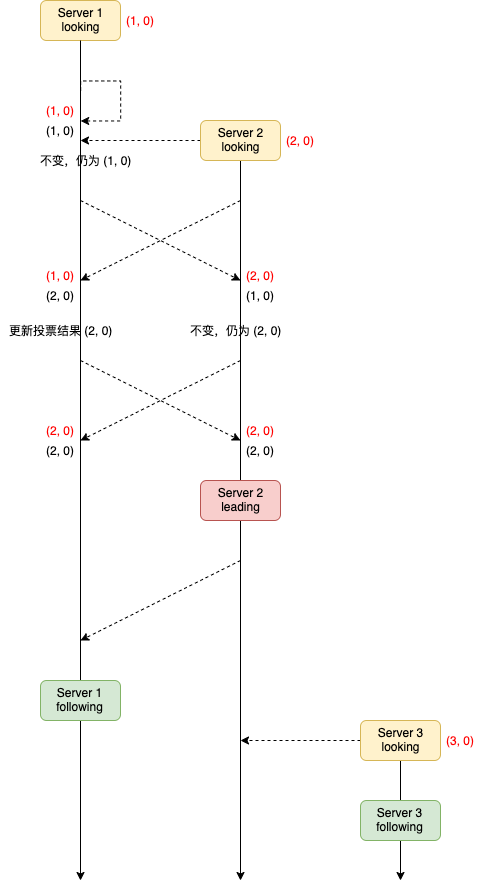 Server 1
looking
(1, 0)
(1, 0)
(1, 0)
Server 2
looking
(2, 0)
不变，仍为 (1, 0)
(1, 0)
(2, 0)
(2, 0)
(1, 0)
更新投票结果 (2, 0)
不变，仍为 (2, 0)
(2, 0)
(2, 0)
(2, 0)
(2, 0)
Server 2
leading
Server 1
following
Server 3
looking
(3, 0)
Server 3
following